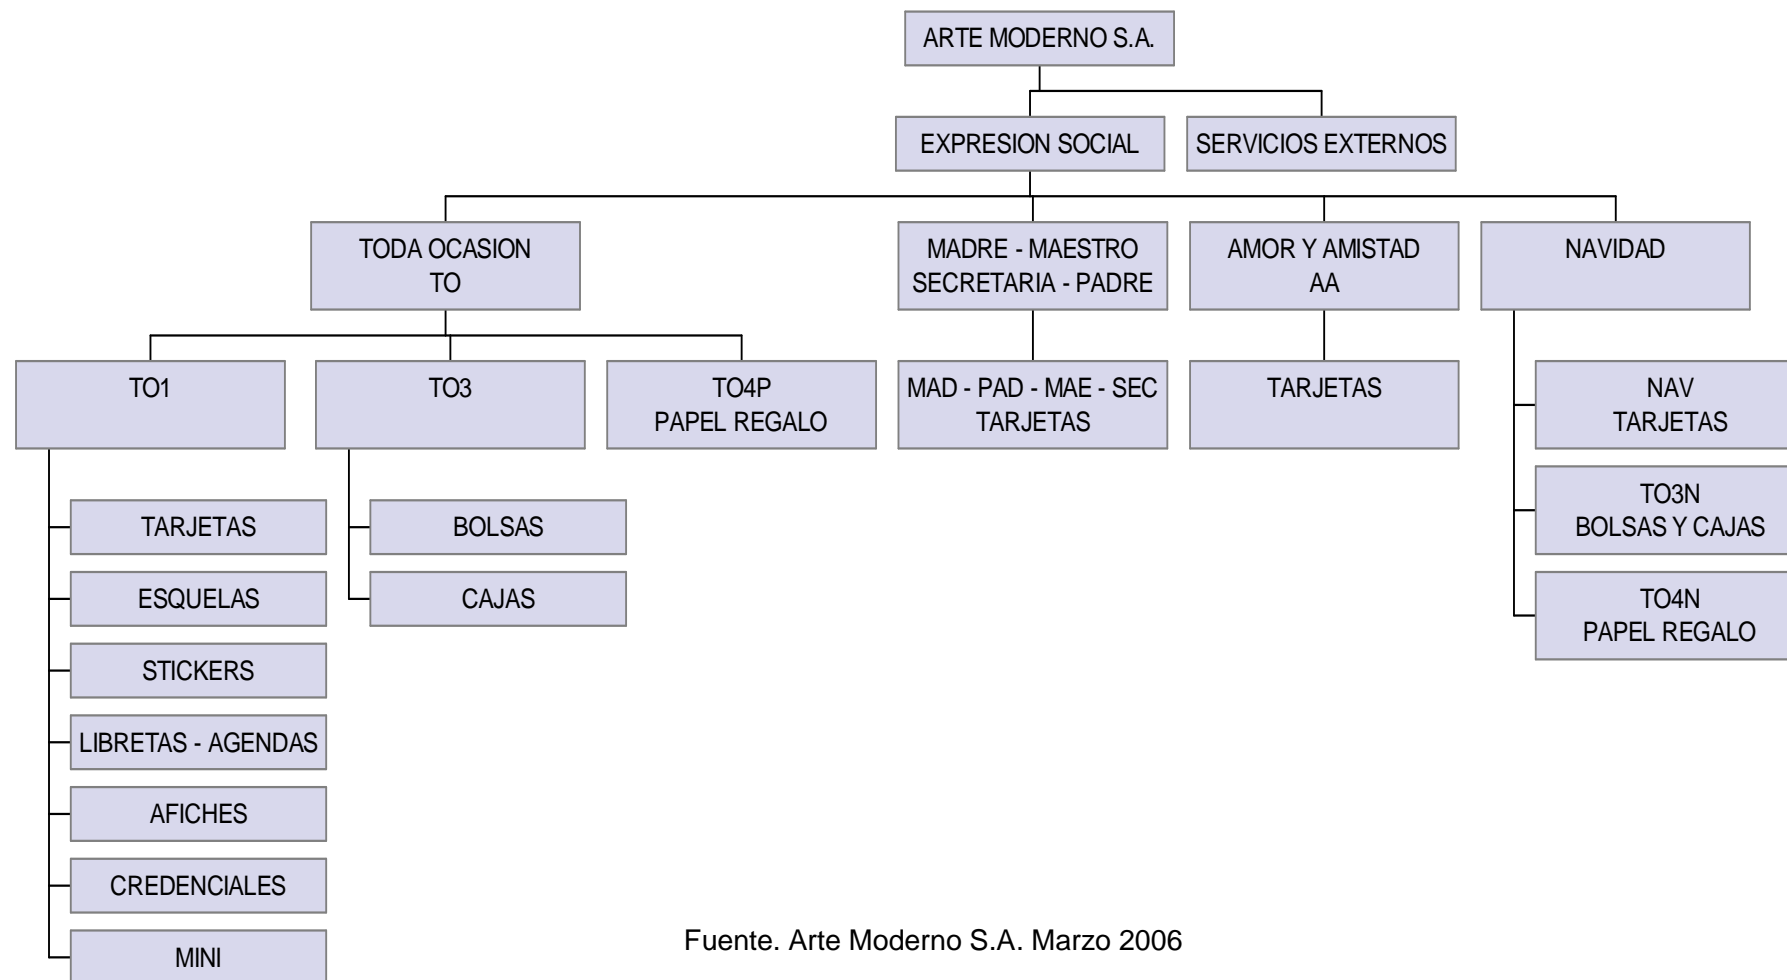 ARTE MODERNO S.A.
EXPRESION SOCIAL
SERVICIOS EXTERNOS
TODA OCASION
TO
MADRE - MAESTRO
SECRETARIA - PADRE
AMOR Y AMISTAD
AA
NAVIDAD
TO1
TO3
TO4P
PAPEL REGALO
MAD - PAD - MAE - SEC
TARJETAS
TARJETAS
NAV
TARJETAS
TARJETAS
BOLSAS
TO3N
BOLSAS Y CAJAS
ESQUELAS
CAJAS
TO4N
PAPEL REGALO
STICKERS
LIBRETAS - AGENDAS
AFICHES
CREDENCIALES
MINI
Fuente. Arte Moderno S.A. Marzo 2006